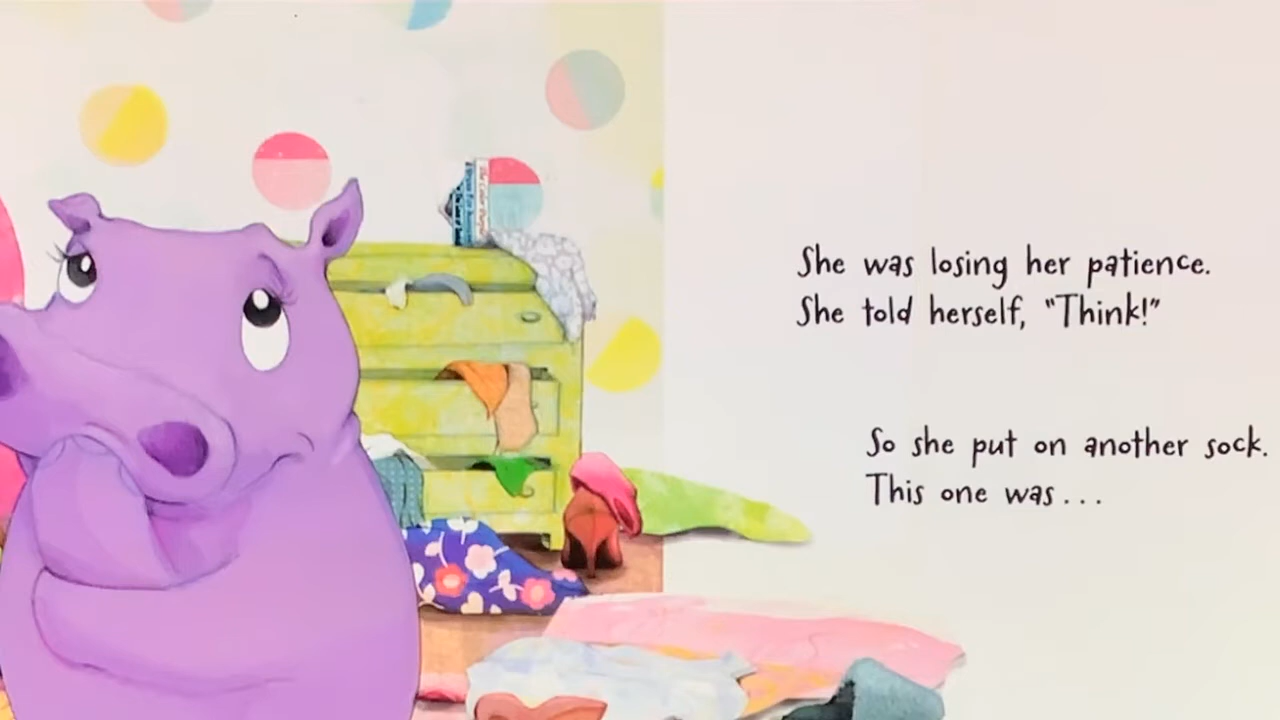 She was losing her patience.
She told herself, "Think!"
So she put on another sock.
This one was...